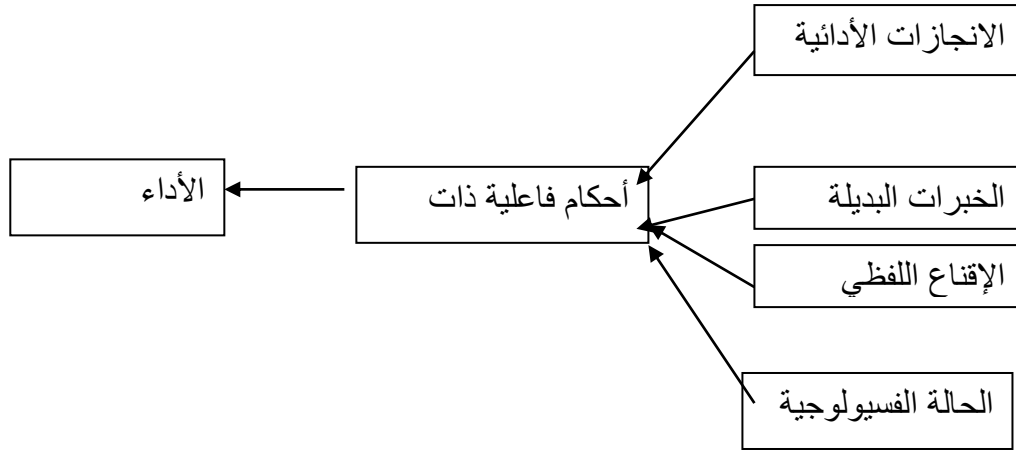 الانجازات الأدائية
الخبرات البديلة
الإقناع اللفظي
الحالة الفسيولوجية
أحكام فاعلية ذات
الأداء